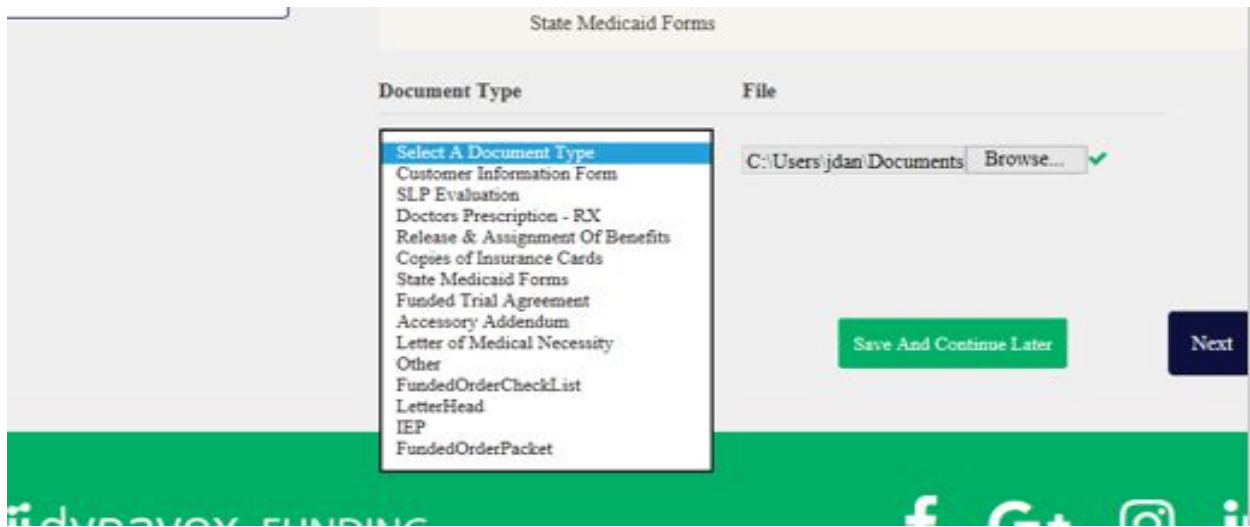 State Medicaid Forms
Document Type File
Select A Document Type
C:\Users\jdan\Documents Browse...
Customer Information Form
SLP Evaluation
Doctors Prescription - RX
Release & Assignment Of Benefits
Copies of Insurance Cards
State Medicaid Forms
Funded Trial Agreement
Accessory Addendum
Letter of Medical Necessity
Other
FundedOrderCheckList
LetterHead
IEP
FundedOrderPacket
Save And Continue Later Next
dynavox FUNDING